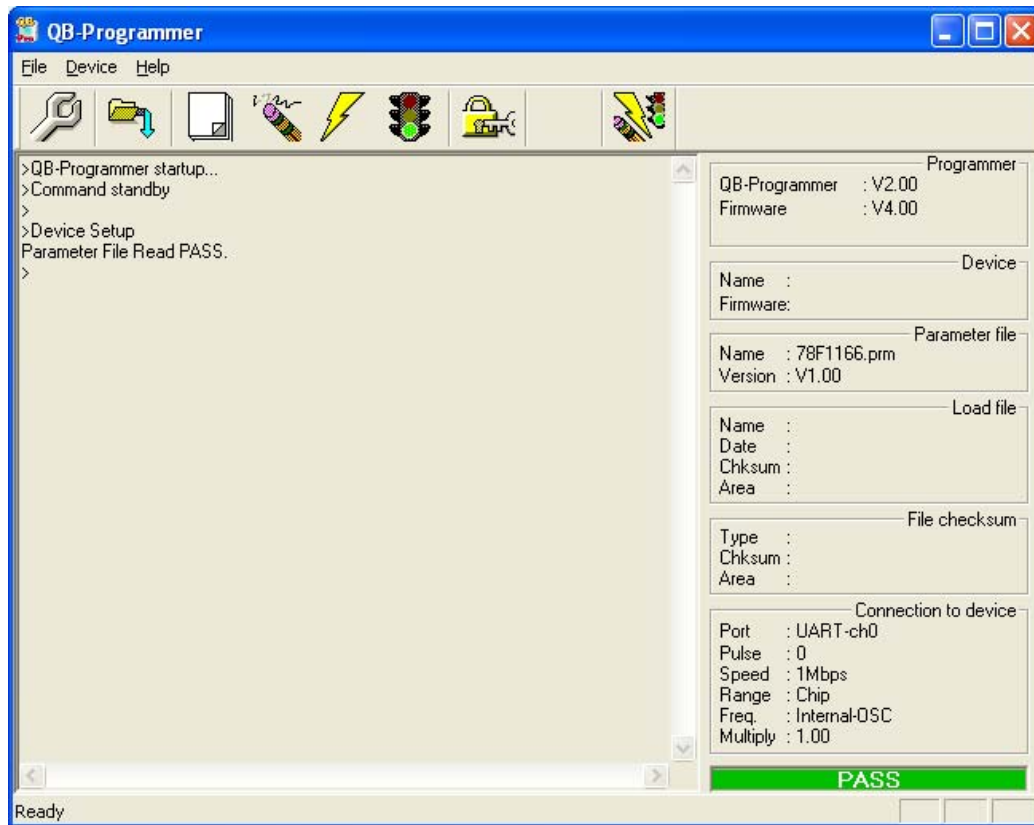 QB-Programmer
File Device Help
>QB-Programmer startup...
>Command standby
>
>Device Setup
Parameter File Read PASS.
>
Programmer
QB-Programmer : V2.00
Firmware : V4.00
Device
Name :
Firmware:
Parameter file
Name : 78F1166.prm
Version : V1.00
Load file
Name :
Date :
Chksum :
Area :
File checksum
Type :
Chksum :
Area :
Connection to device
Port : UART-ch0
Pulse : 0
Speed : 1Mbps
Range : Chip
Freq. : Internal-OSC
Multiply : 1.00
PASS
Ready